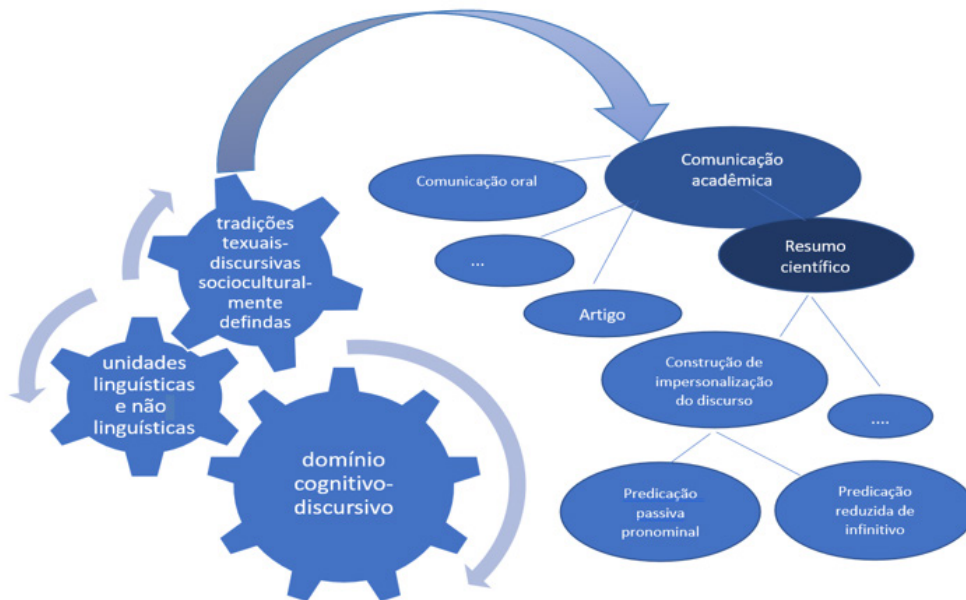 tradições
texuais-
discursivas
sociocultural-
mente
defindas
unidades
linguísticas
e não
linguísticas
domínio
cognitivo-
discursivo
Comunicação
acadêmica
Comunicação oral
...
Artigo
Resumo
científico
Construção de
impersonalização
do discurso
....
Predicação
passiva
pronominal
Predicação
reduzida de
infinitivo